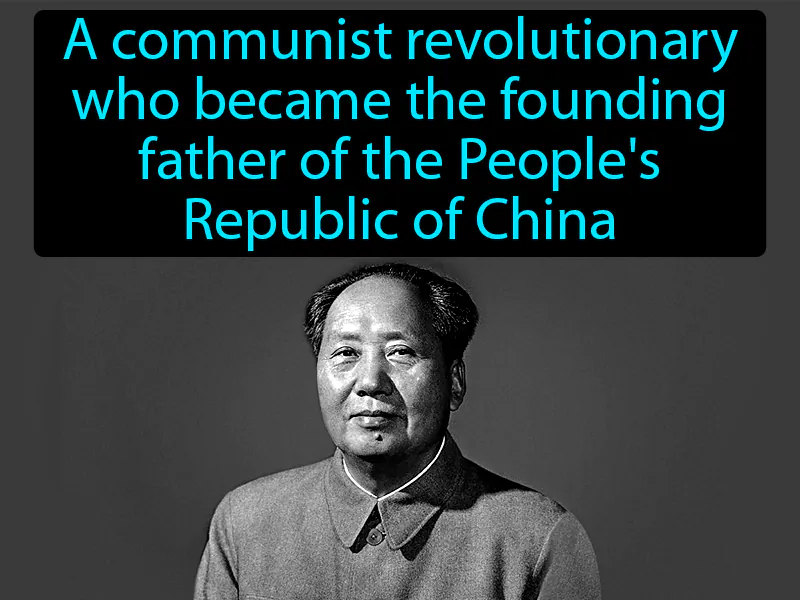 A communist revolutionary
who became the founding
father of the People's
Republic of China